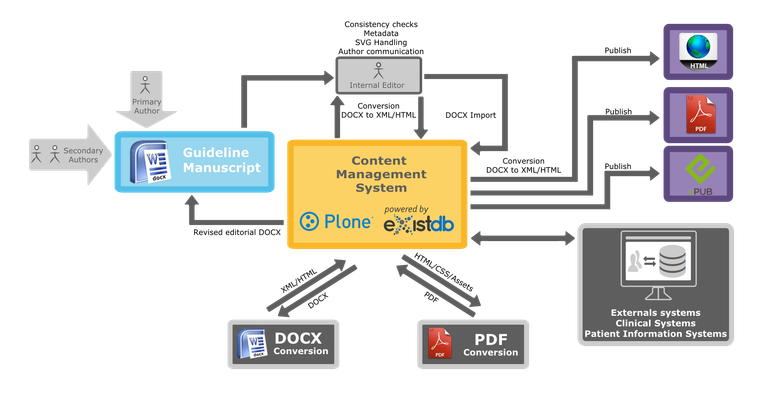 Consistency checks
Metadata
SVG Handling
Author communication
Internal Editor
Primary
Author
Secondary
Authors
W
docx
Guideline
Manuscript
Conversion
DOCX to XML/HTML
DOCX Import
Content
Management
System
powered by
Plone
eXistdb
Revised editorial DOCX
Conversion
DOCX to XML/HTML
Publish
HTML
Publish
PDF
Publish
ePUB
XML/HTML
DOCX
HTML/CSS/Assets
PDF
W
docx
DOCX
Conversion
PDF
PDF
Conversion
Externals systems
Clinical Systems
Patient Information Systems